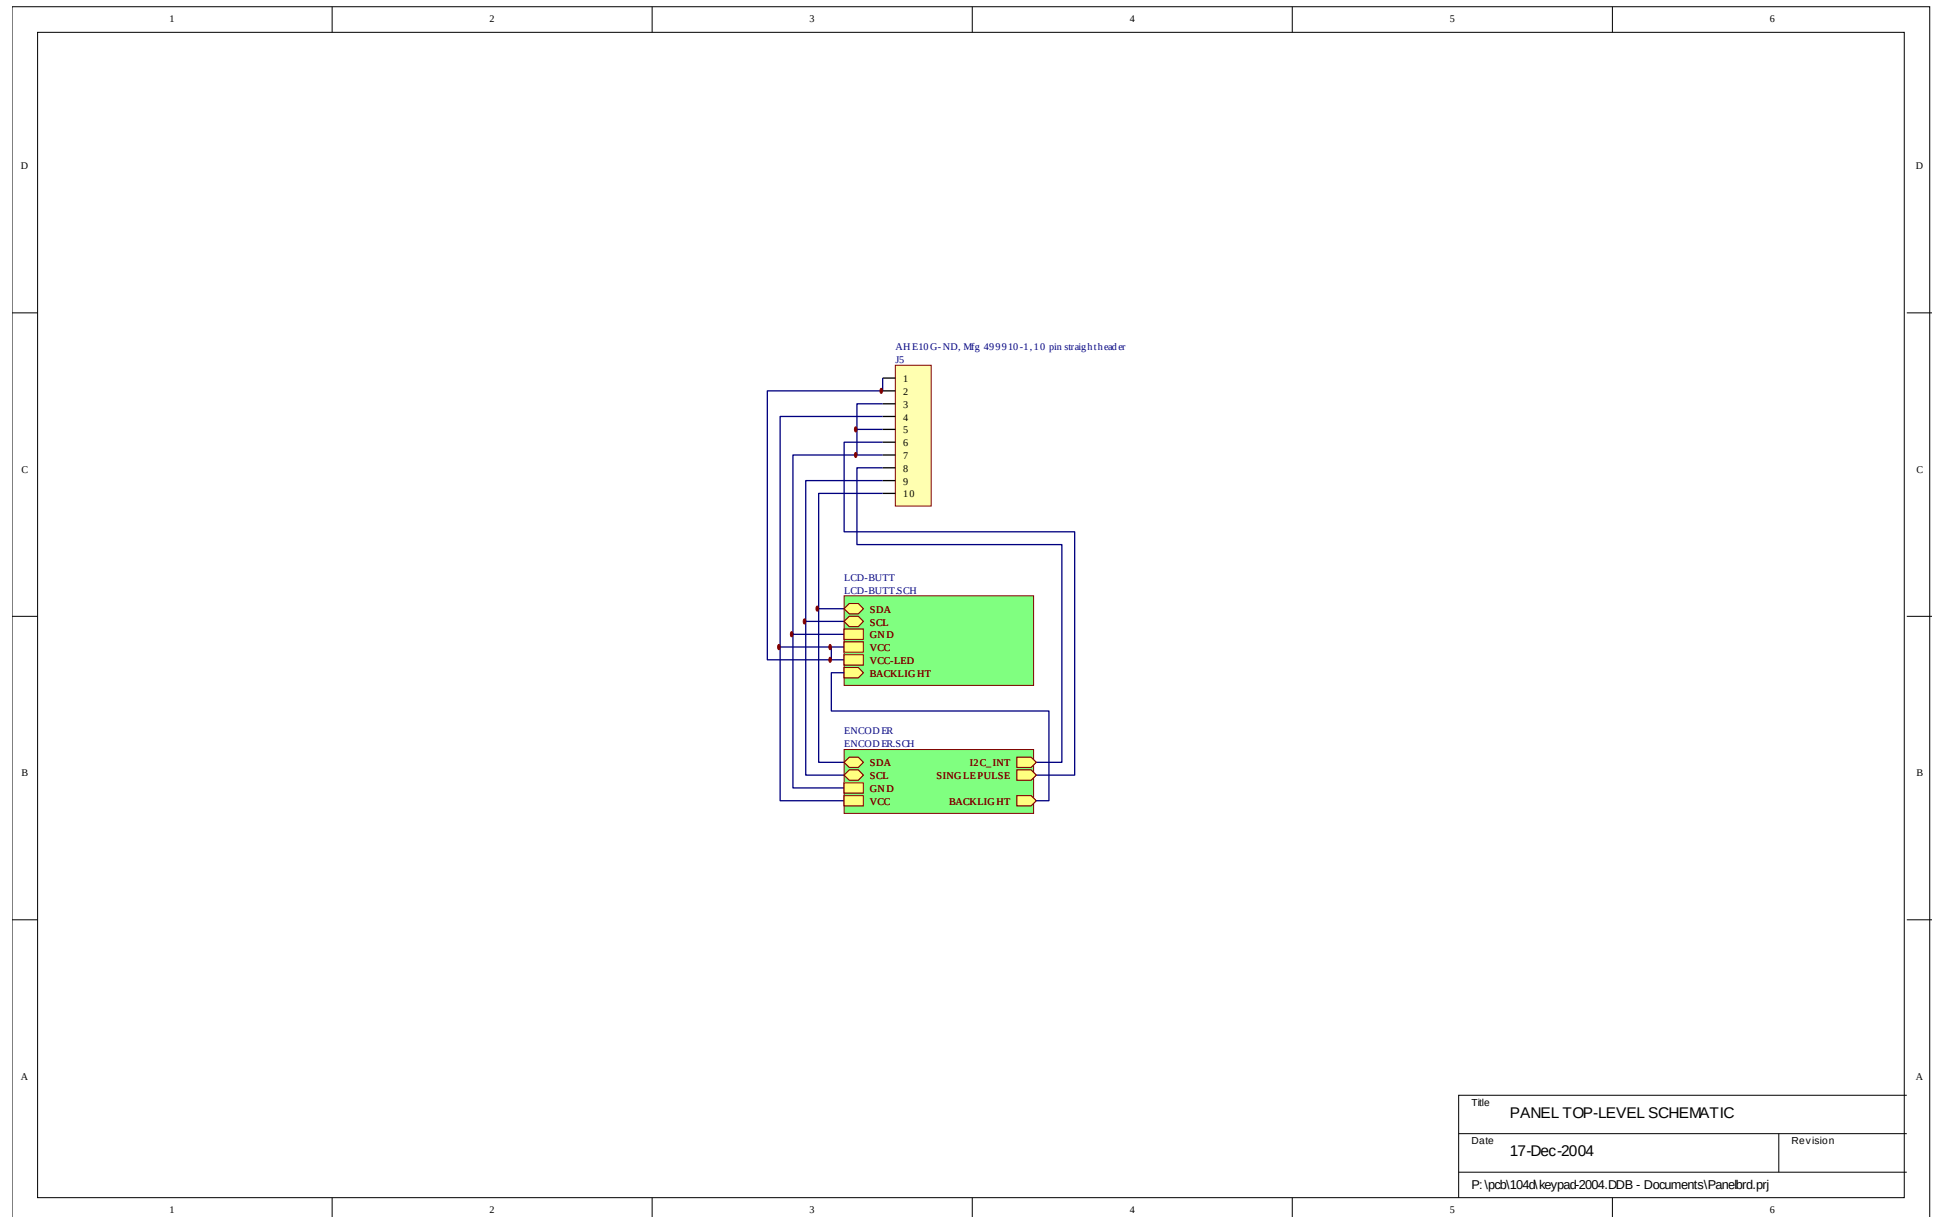 1 2 3 4 5 6
D D
AHE10G-ND, Mfg 499910-1, 10 pin straight header
J5
1
2
3
4
5
6
7
8
9
10
C C
LCD-BUTT
LCD-BUTT.SCH
SDA
SCL
GND
VCC
VCC-LED
BACKLIGHT
ENCODER
ENCODER.SCH
SDA I2C_INT
SCL SINGLEPULSE
GND
VCC BACKLIGHT
B B
A A
Title PANEL TOP-LEVEL SCHEMATIC
Date 17-Dec-2004 Revision
P:\pcb\104d\keypad-2004.DDB - Documents\Panelbrd.prj
1 2 3 4 5 6